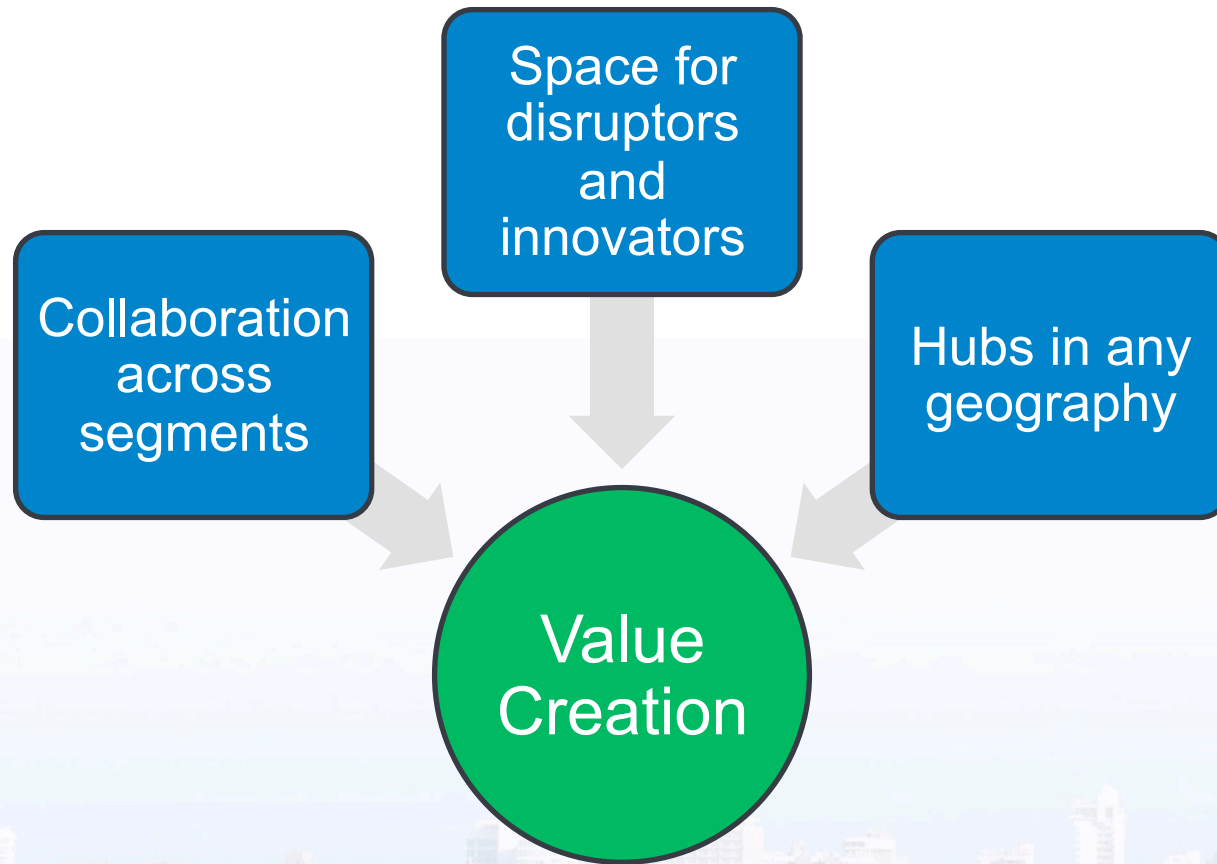 Space for
disruptors
and
innovators
Collaboration
across
segments
Hubs in any
geography
Value
Creation